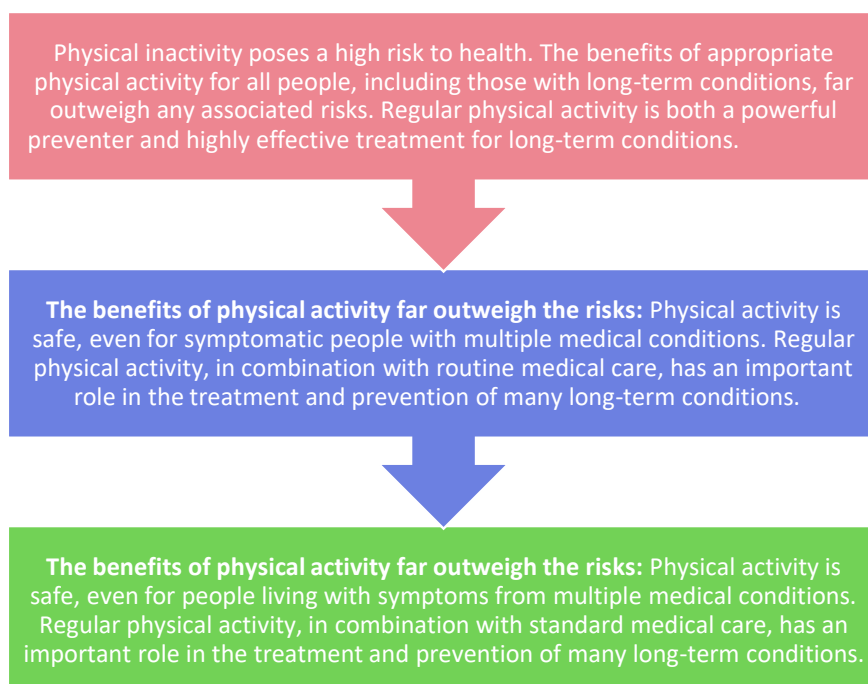 Physical inactivity poses a high risk to health. The benefits of appropriate
physical activity for all people, including those with long-term conditions, far
outweigh any associated risks. Regular physical activity is both a powerful
preventer and highly effective treatment for long-term conditions.
The benefits of physical activity far outweigh the risks: Physical activity is
safe, even for symptomatic people with multiple medical conditions. Regular
physical activity, in combination with routine medical care, has an important
role in the treatment and prevention of many long-term conditions.
The benefits of physical activity far outweigh the risks: Physical activity is
safe, even for people living with symptoms from multiple medical conditions.
Regular physical activity, in combination with standard medical care, has an
important role in the treatment and prevention of many long-term conditions.